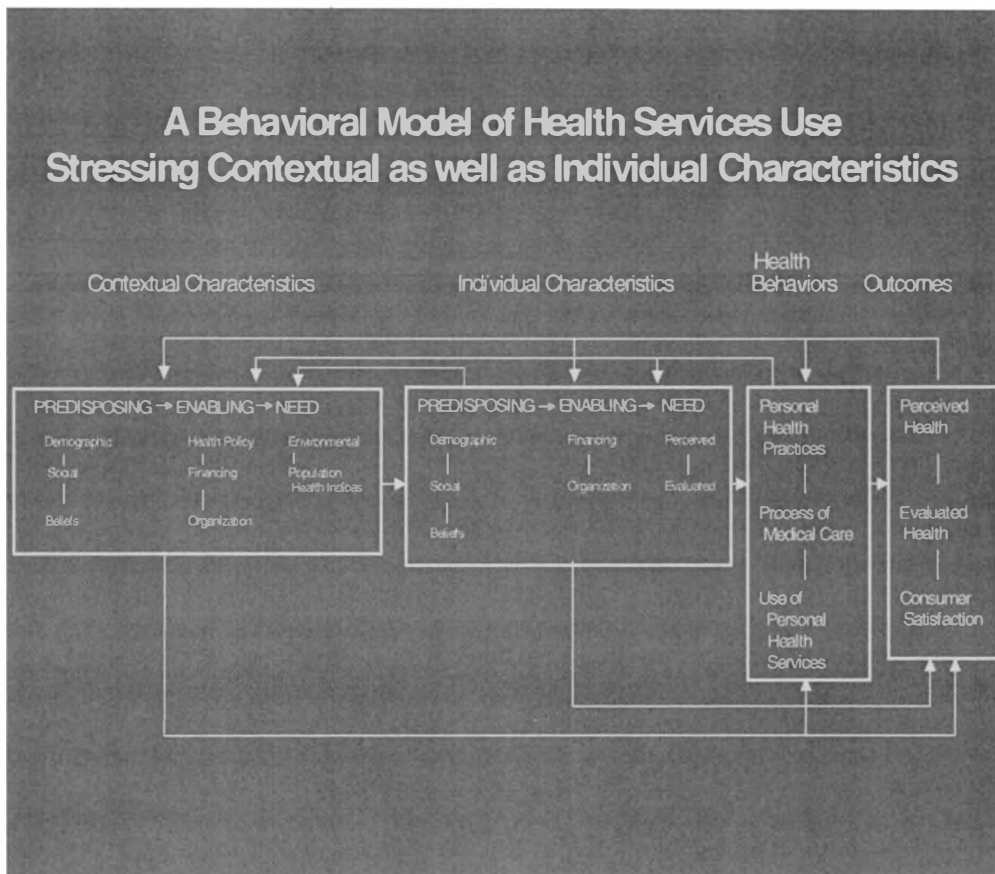 A Behavioral Model of Health Services Use
Stressing Contextual as well as Individual Characteristics
Contextual Characteristics
Individual Characteristics
Health
Behaviors
Outcomes
PREDISPOSING → ENABLING → NEED
Demographic
Social
Beliefs
Health Policy
Financing
Organization
Environmental
Population
Health Indices
PREDISPOSING → ENABLING → NEED
Demographic
Social
Beliefs
Financing
Organization
Perceived
Evaluated
Personal
Health
Practices
Process of
Medical Care
Use of
Personal
Health
Services
Perceived
Health
Evaluated
Health
Consumer
Satisfaction